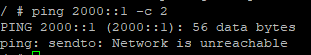 / # ping 2000::1 -c 2
PING 2000::1 (2000::1): 56 data bytes
ping: sendto: Network is unreachable